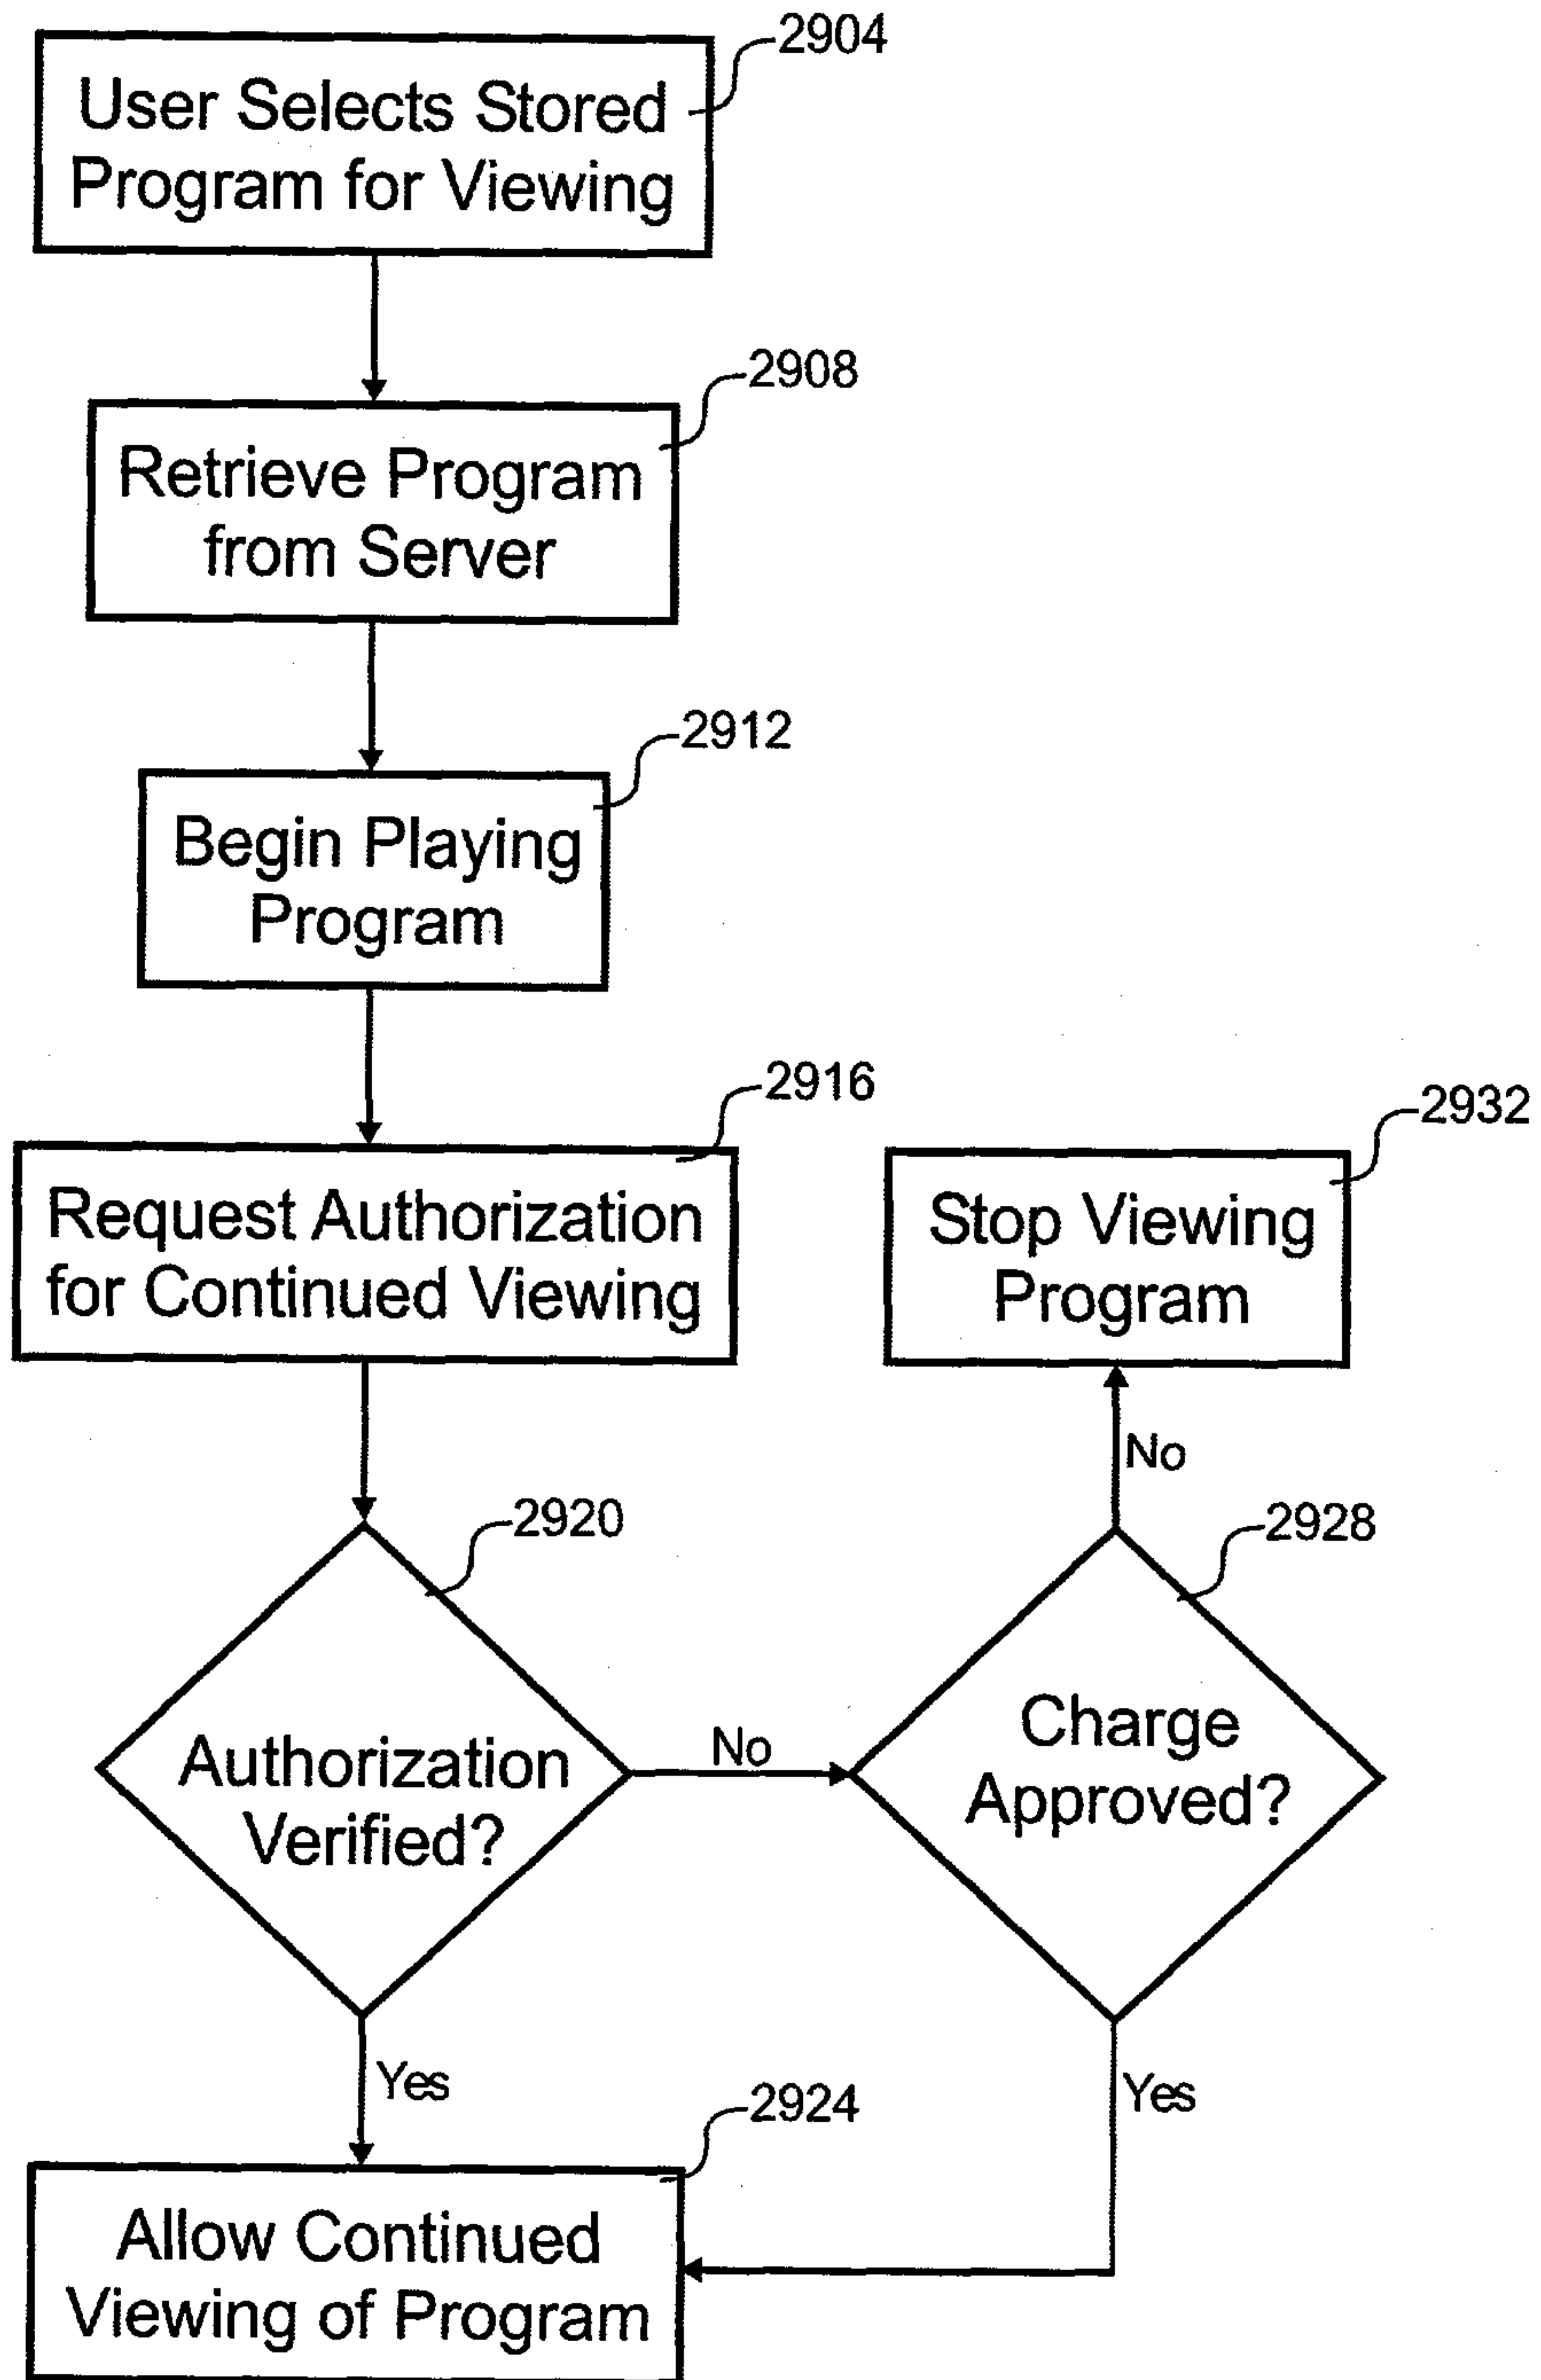 2904
User Selects Stored
Program for Viewing
2908
Retrieve Program
from Server
2912
Begin Playing
Program
2916
Request Authorization
for Continued Viewing
2932
Stop Viewing
Program
No
2920
Authorization
Verified?
No
2928
Charge
Approved?
Yes
Yes
2924
Allow Continued
Viewing of Program